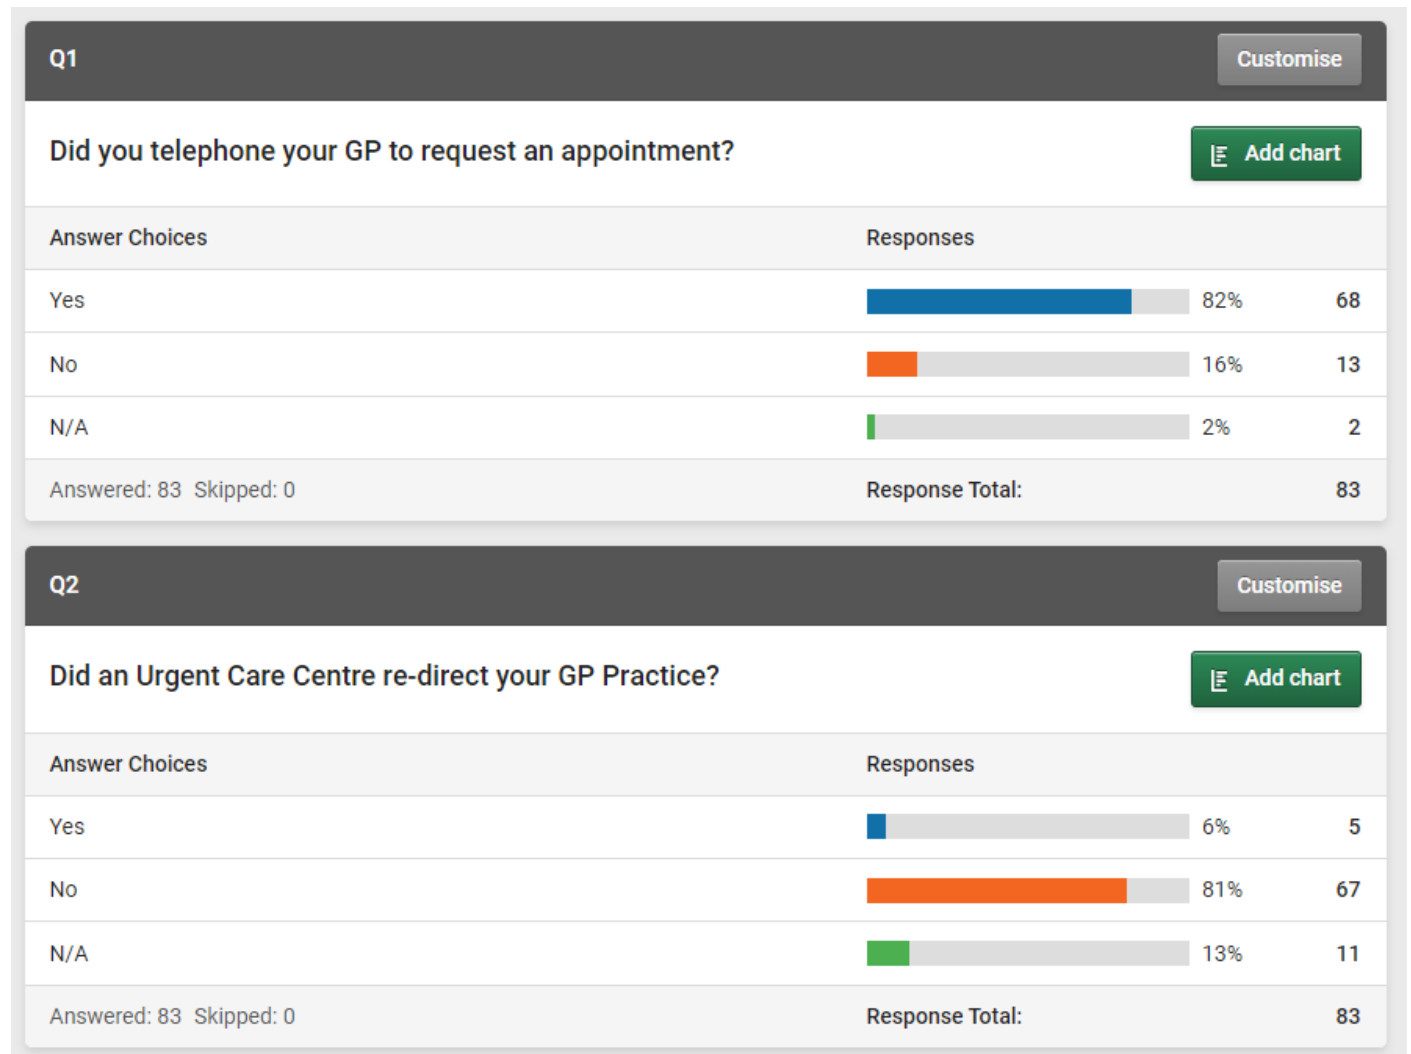 Q1 Customise
Did you telephone your GP to request an appointment? Add chart
Answer Choices Responses
Yes 82% 68
No 16% 13
N/A 2% 2
Answered: 83 Skipped: 0 Response Total: 83
Q2 Customise
Did an Urgent Care Centre re-direct your GP Practice? Add chart
Answer Choices Responses
Yes 6% 5
No 81% 67
N/A 13% 11
Answered: 83 Skipped: 0 Response Total: 83